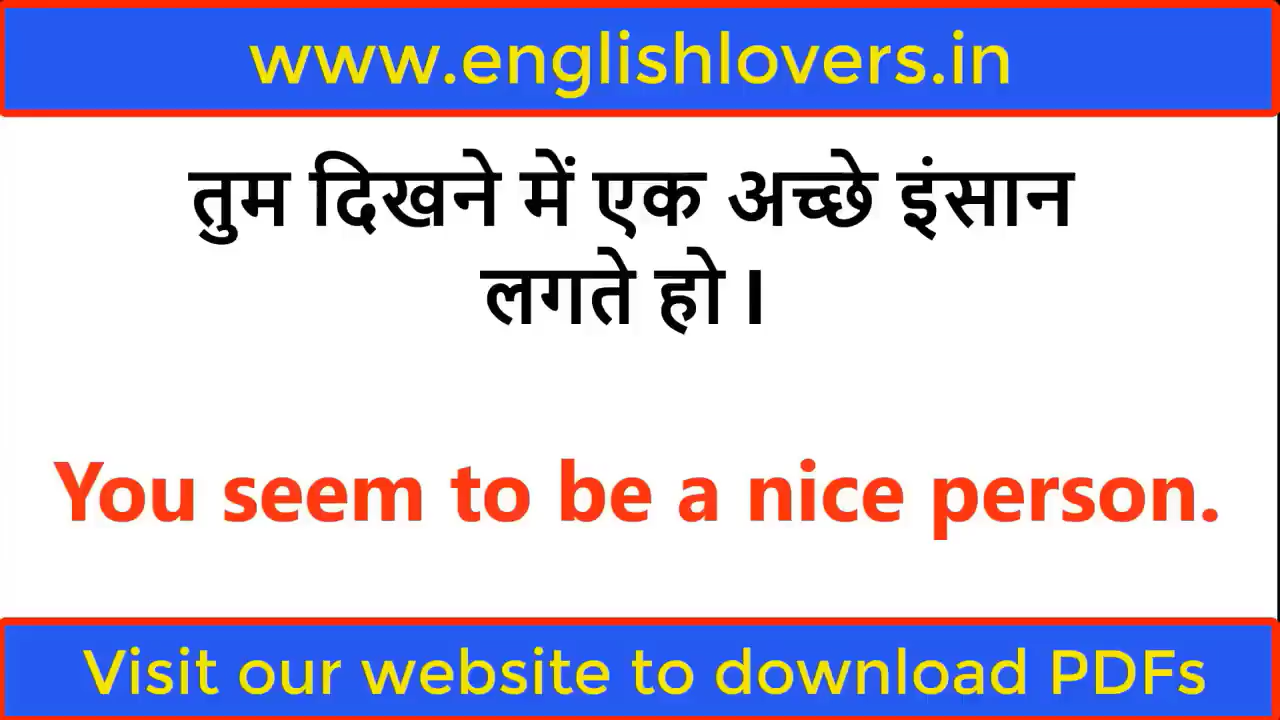 www.englishlovers.in
तुम दिखने में एक अच्छे इंसान
लगते हो।
You seem to be a nice person.
Visit our website to download PDFs